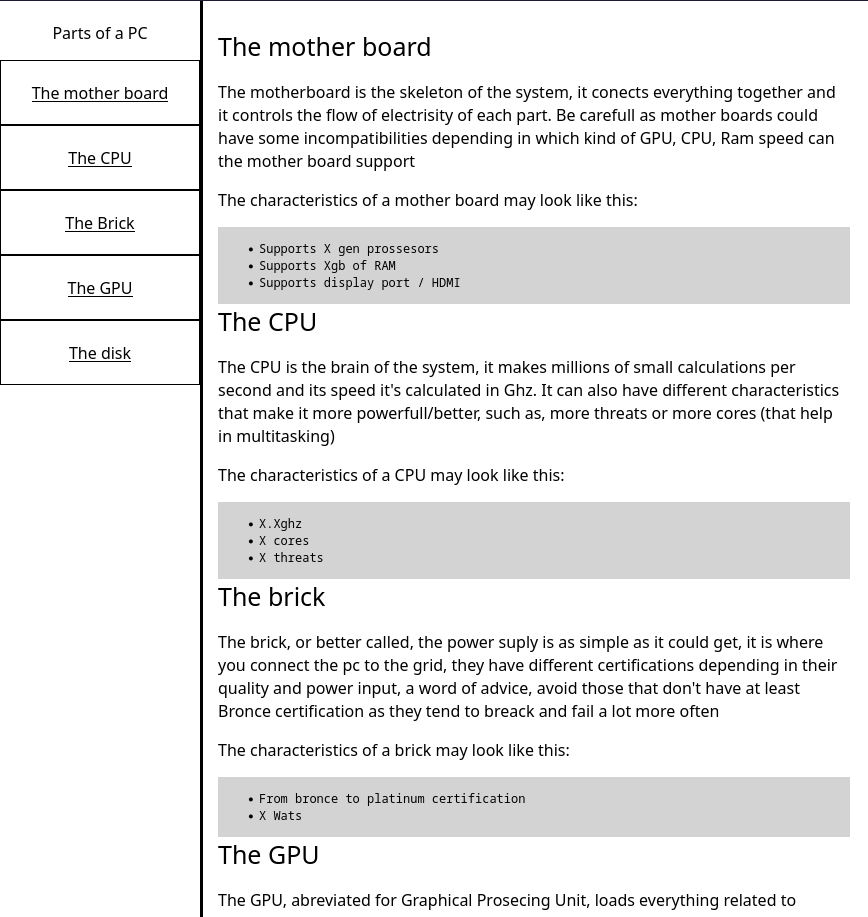 Parts of a PC
The mother board
The CPU
The Brick
The GPU
The disk
The mother board
The motherboard is the skeleton of the system, it conects everything together and
it controls the flow of electrisity of each part. Be carefull as mother boards could
have some incompatibilities depending in which kind of GPU, CPU, Ram speed can
the mother board support
The characteristics of a mother board may look like this:
• Supports X gen prossesors
• Supports Xgb of RAM
• Supports display port / HDMI
The CPU
The CPU is the brain of the system, it makes millions of small calculations per
second and its speed it's calculated in Ghz. It can also have different characteristics
that make it more powerfull/better, such as, more threats or more cores (that help
in multitasking)
The characteristics of a CPU may look like this:
• X.Xghz
• X cores
• X threats
The brick
The brick, or better called, the power suply is as simple as it could get, it is where
you connect the pc to the grid, they have different certifications depending in their
quality and power input, a word of advice, avoid those that don't have at least
Bronce certification as they tend to breack and fail a lot more often
The characteristics of a brick may look like this:
• From bronce to platinum certification
• X Wats
The GPU
The GPU, abreviated for Graphical Prosecing Unit, loads everything related to